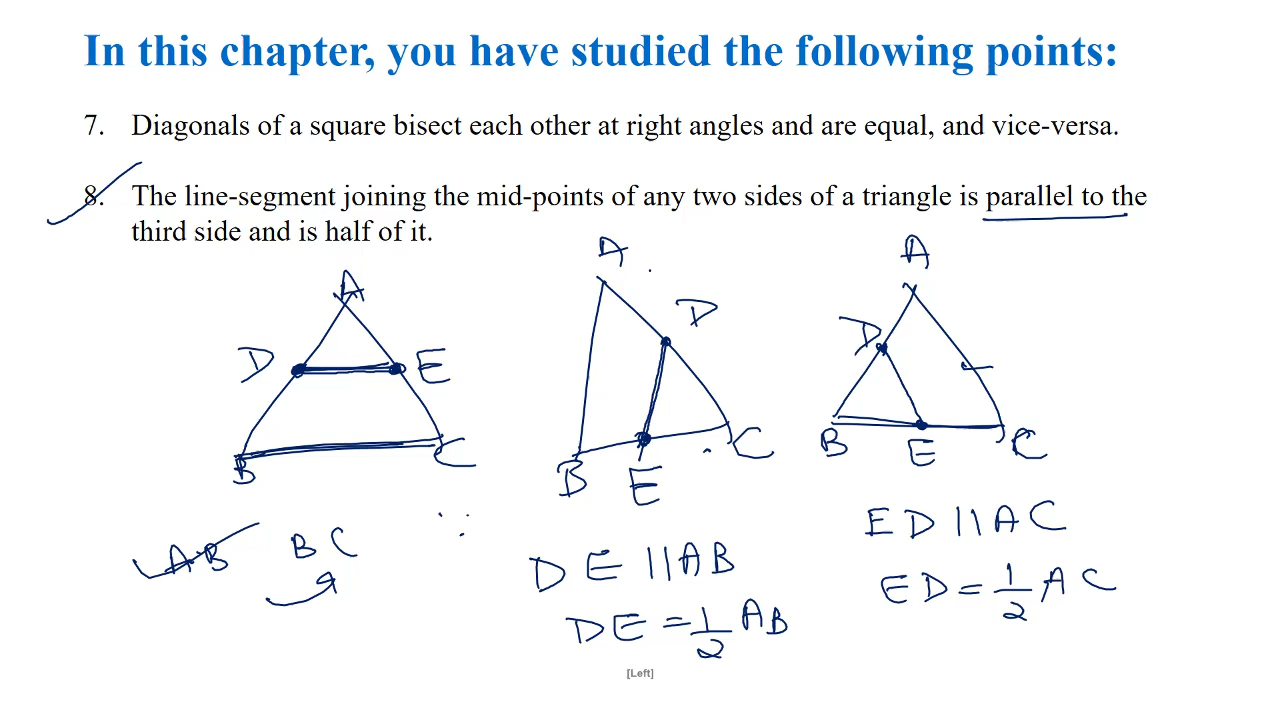 In this chapter, you have studied the following points:
7. Diagonals of a square bisect each other at right angles and are equal, and vice-versa.
8. The line-segment joining the mid-points of any two sides of a triangle is parallel to the
third side and is half of it.
A
D E
B C
AB BC
A
D
B E C
DE || AB
DE = 1/2 AB
A
D
B E C
ED || AC
ED = 1/2 AC
[Left]